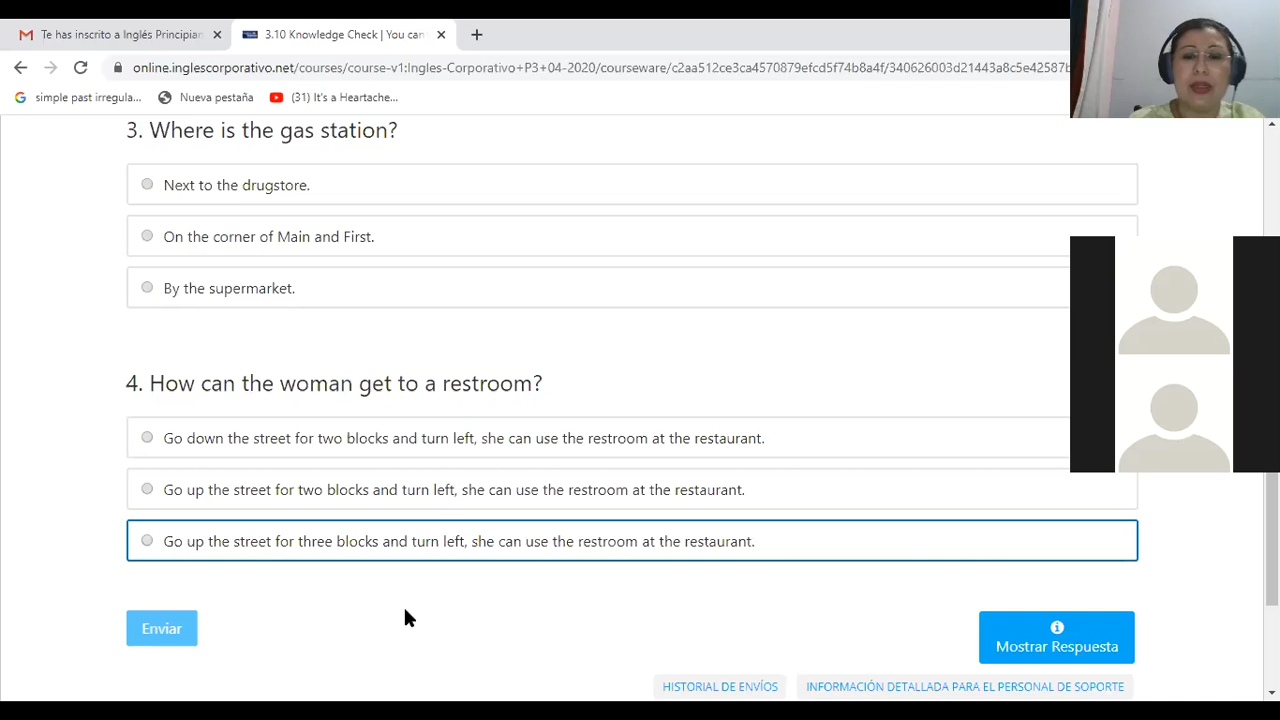 Te has inscrito a Inglés Principian
3.10 Knowledge Check | You can
online.inglescorporativo.net/courses/course-v1:Ingles-Corporativo+P3+04-2020/courseware/c2aa512ce3ca4570879efcd5f74b8a4f/340626003d21443a8c5e42587b
simple past irregula...
Nueva pestaña
(31) It's a Heartache...
3. Where is the gas station?
Next to the drugstore.
On the corner of Main and First.
By the supermarket.
4. How can the woman get to a restroom?
Go down the street for two blocks and turn left, she can use the restroom at the restaurant.
Go up the street for two blocks and turn left, she can use the restroom at the restaurant.
Go up the street for three blocks and turn left, she can use the restroom at the restaurant.
Enviar
Mostrar Respuesta
HISTORIAL DE ENVÍOS
INFORMACIÓN DETALLADA PARA EL PERSONAL DE SOPORTE